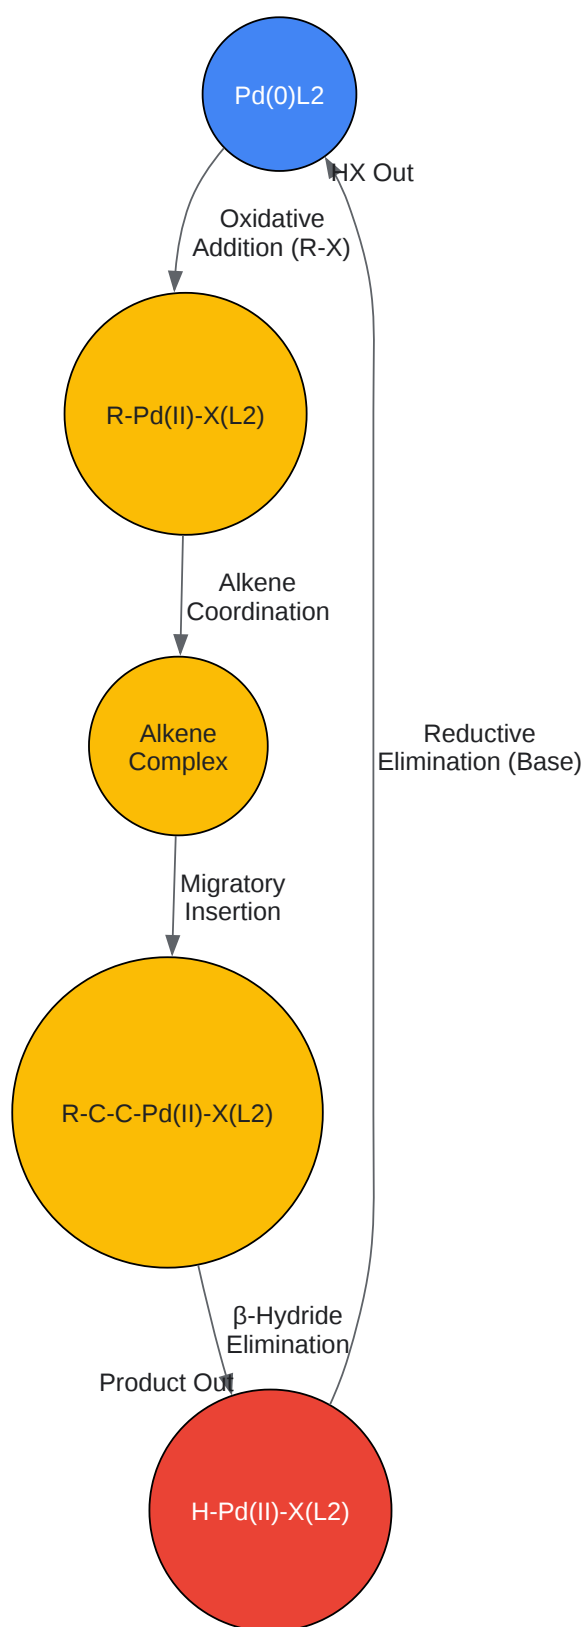 Pd(0)L2
HX Out
Oxidative
Addition (R-X)
R-Pd(II)-X(L2)
Alkene
Coordination
Alkene
Complex
Reductive
Elimination (Base)
Migratory
Insertion
R-C-C-Pd(II)-X(L2)
β-Hydride
Elimination
Product Out
H-Pd(II)-X(L2)